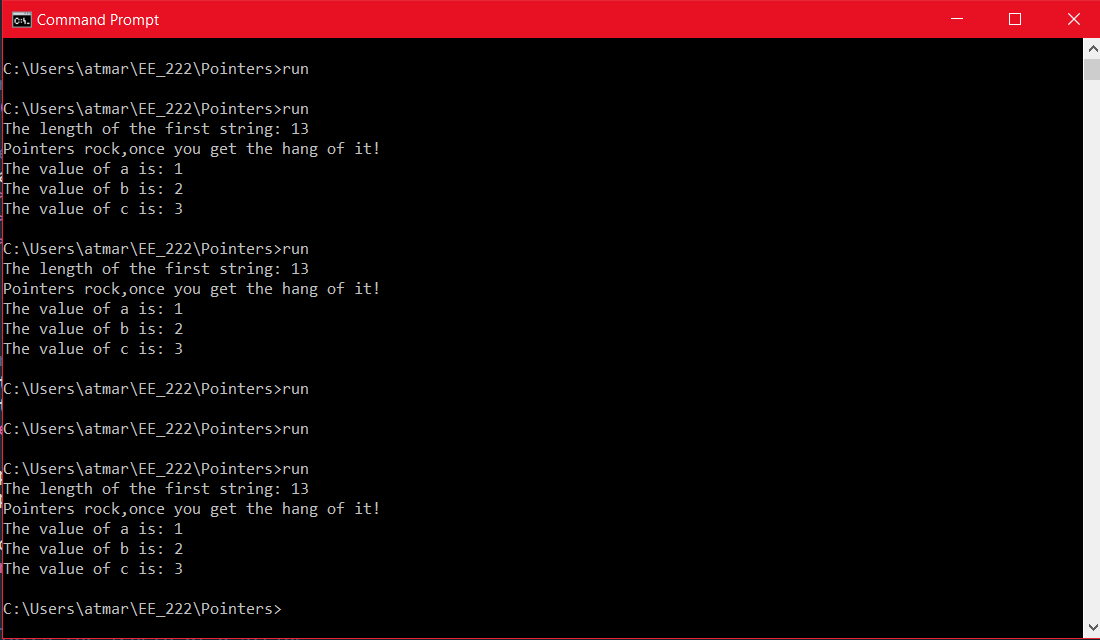 Command Prompt
C:\Users\atmar\EE_222\Pointers>run
C:\Users\atmar\EE_222\Pointers>run
The length of the first string: 13
Pointers rock,once you get the hang of it!
The value of a is: 1
The value of b is: 2
The value of c is: 3
C:\Users\atmar\EE_222\Pointers>run
The length of the first string: 13
Pointers rock,once you get the hang of it!
The value of a is: 1
The value of b is: 2
The value of c is: 3
C:\Users\atmar\EE_222\Pointers>run
C:\Users\atmar\EE_222\Pointers>run
C:\Users\atmar\EE_222\Pointers>run
The length of the first string: 13
Pointers rock,once you get the hang of it!
The value of a is: 1
The value of b is: 2
The value of c is: 3
C:\Users\atmar\EE_222\Pointers>